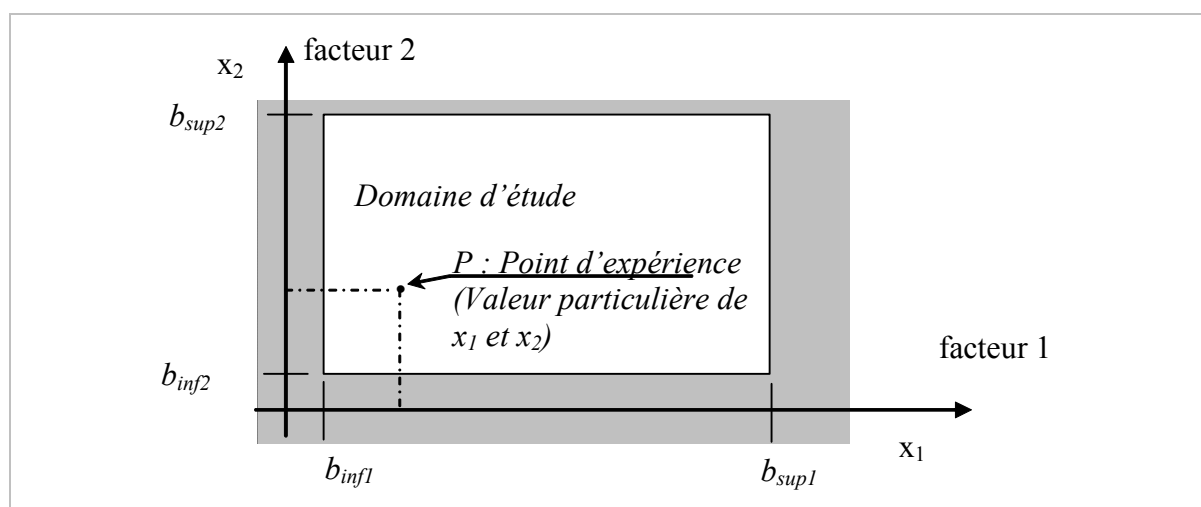 facteur 2
x2
bsup2
Domaine d'étude
P : Point d'expérience
(Valeur particulière de
x1 et x2)
facteur 1
binf2
x1
binf1
bsup1